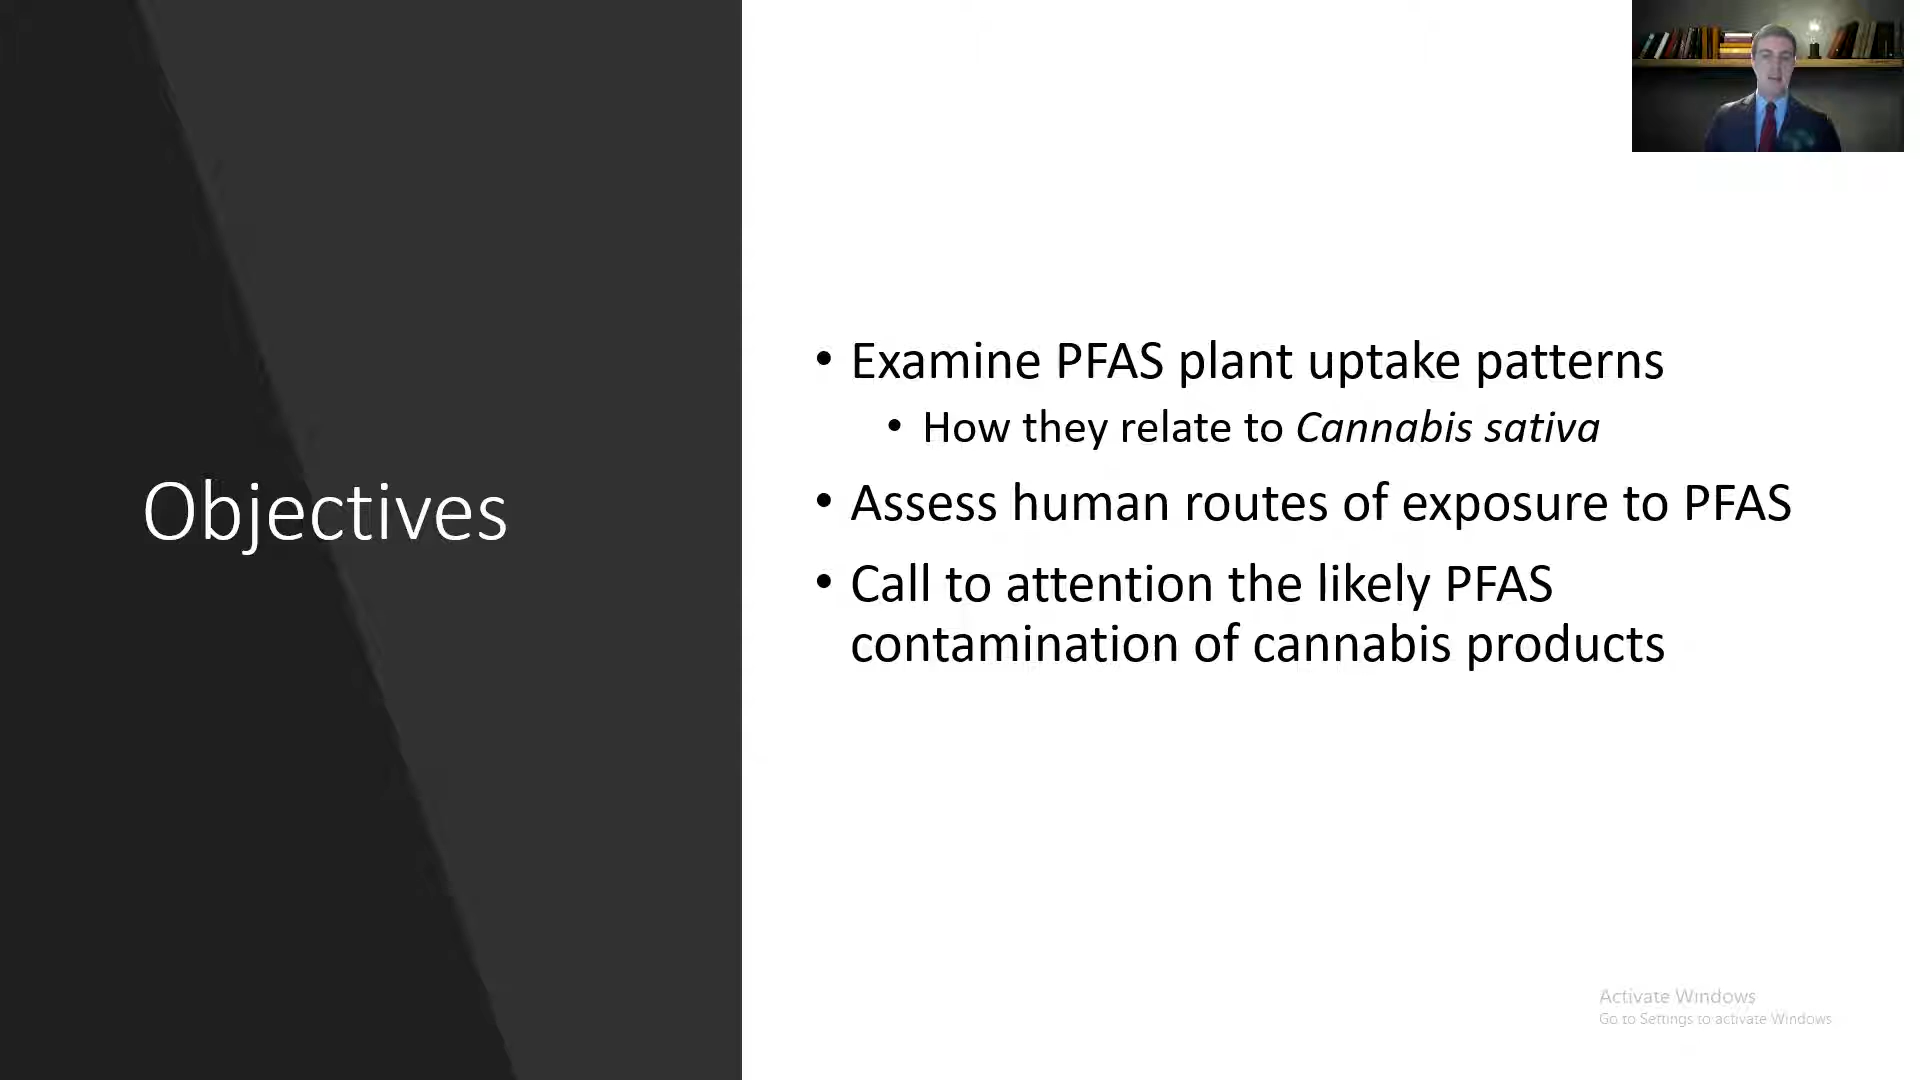 Objectives
• Examine PFAS plant uptake patterns
• How they relate to Cannabis sativa
• Assess human routes of exposure to PFAS
• Call to attention the likely PFAS
contamination of cannabis products
Activate Windows
Go to Settings to activate Windows